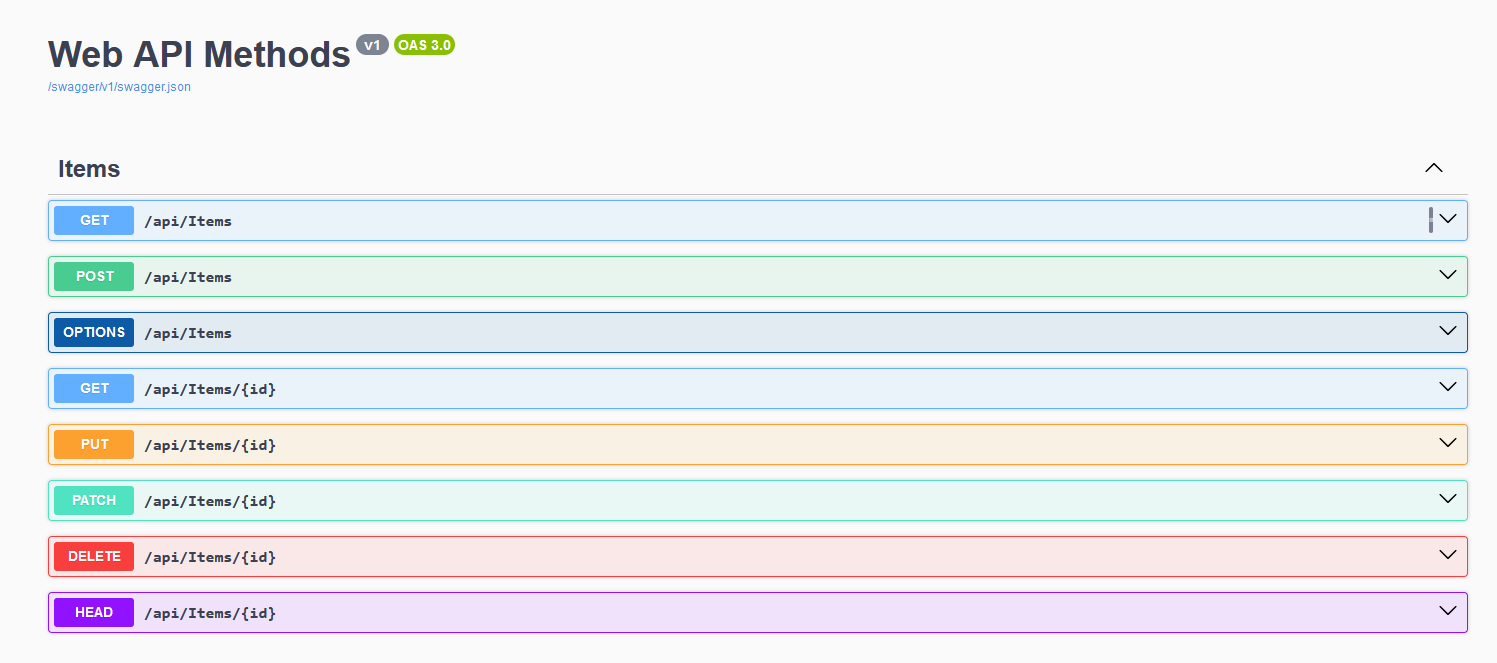 Web API Methods v1 OAS 3.0
/swagger/v1/swagger.json
Items
GET /api/Items
POST /api/Items
OPTIONS /api/Items
GET /api/Items/{id}
PUT /api/Items/{id}
PATCH /api/Items/{id}
DELETE /api/Items/{id}
HEAD /api/Items/{id}